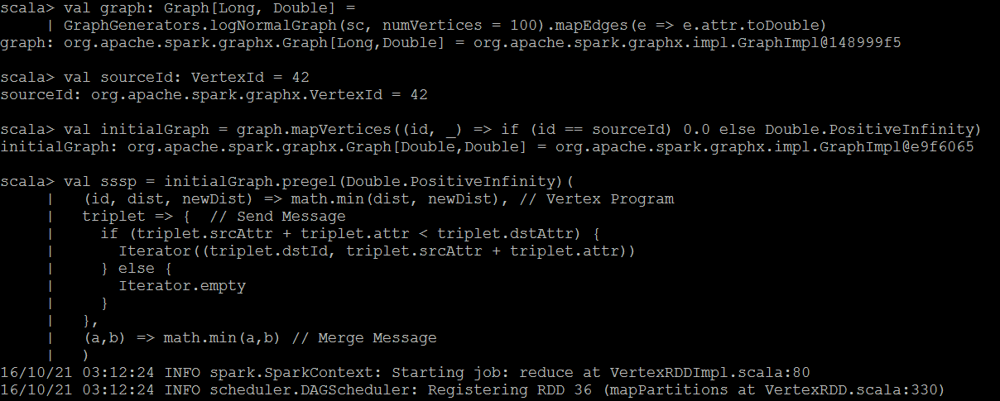 scala> val graph: Graph[Long, Double] =
     | GraphGenerators.logNormalGraph(sc, numVertices = 100).mapEdges(e => e.attr.toDouble)
graph: org.apache.spark.graphx.Graph[Long,Double] = org.apache.spark.graphx.impl.GraphImpl@148999f5

scala> val sourceId: VertexId = 42
sourceId: org.apache.spark.graphx.VertexId = 42

scala> val initialGraph = graph.mapVertices((id, _) => if (id == sourceId) 0.0 else Double.PositiveInfinity)
initialGraph: org.apache.spark.graphx.Graph[Double,Double] = org.apache.spark.graphx.impl.GraphImpl@e9f6065

scala> val sssp = initialGraph.pregel(Double.PositiveInfinity)(
     |   (id, dist, newDist) => math.min(dist, newDist), // Vertex Program
     |   triplet => {  // Send Message
     |     if (triplet.srcAttr + triplet.attr < triplet.dstAttr) {
     |       Iterator((triplet.dstId, triplet.srcAttr + triplet.attr))
     |     } else {
     |       Iterator.empty
     |     }
     |   },
     |   (a,b) => math.min(a,b) // Merge Message
     |   )
16/10/21 03:12:24 INFO spark.SparkContext: Starting job: reduce at VertexRDDImpl.scala:80
16/10/21 03:12:24 INFO scheduler.DAGScheduler: Registering RDD 36 (mapPartitions at VertexRDD.scala:330)